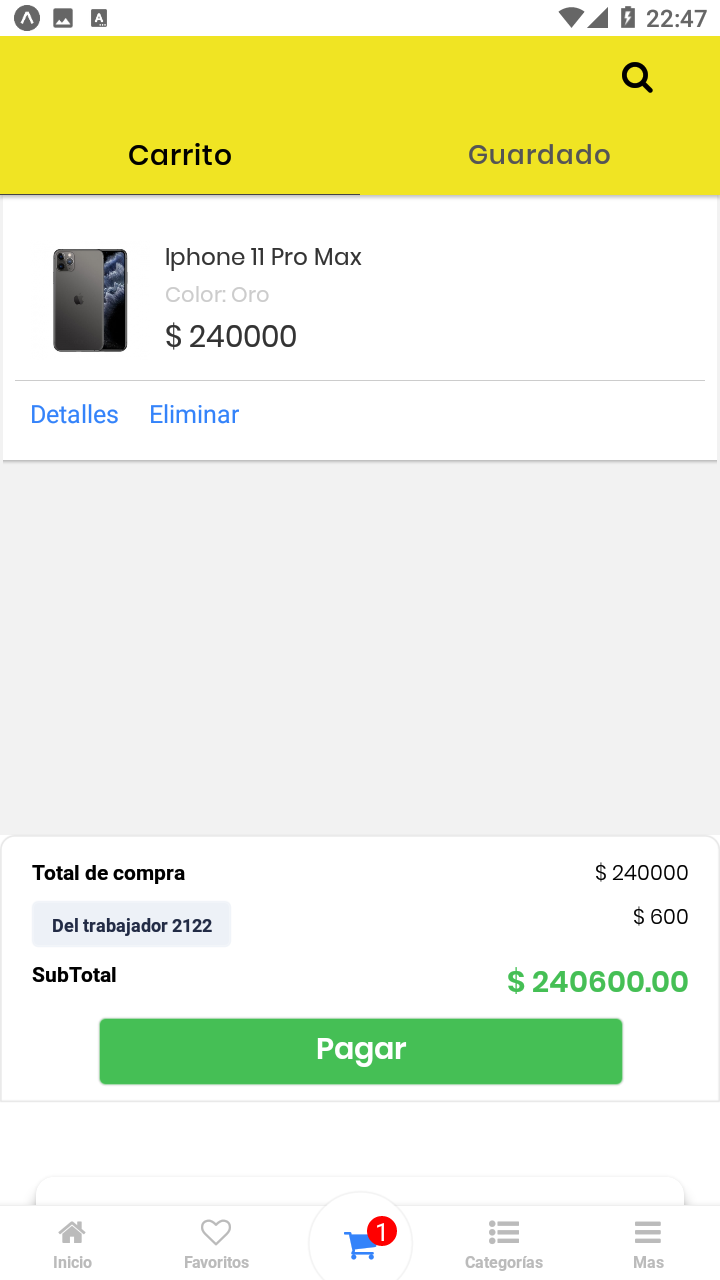 22:47
Carrito Guardado
Iphone 11 Pro Max
Color: Oro
$ 240000
Detalles Eliminar
Total de compra $ 240000
Del trabajador 2122 $ 600
SubTotal $ 240600.00
Pagar
1
Inicio Favoritos Categorías Mas